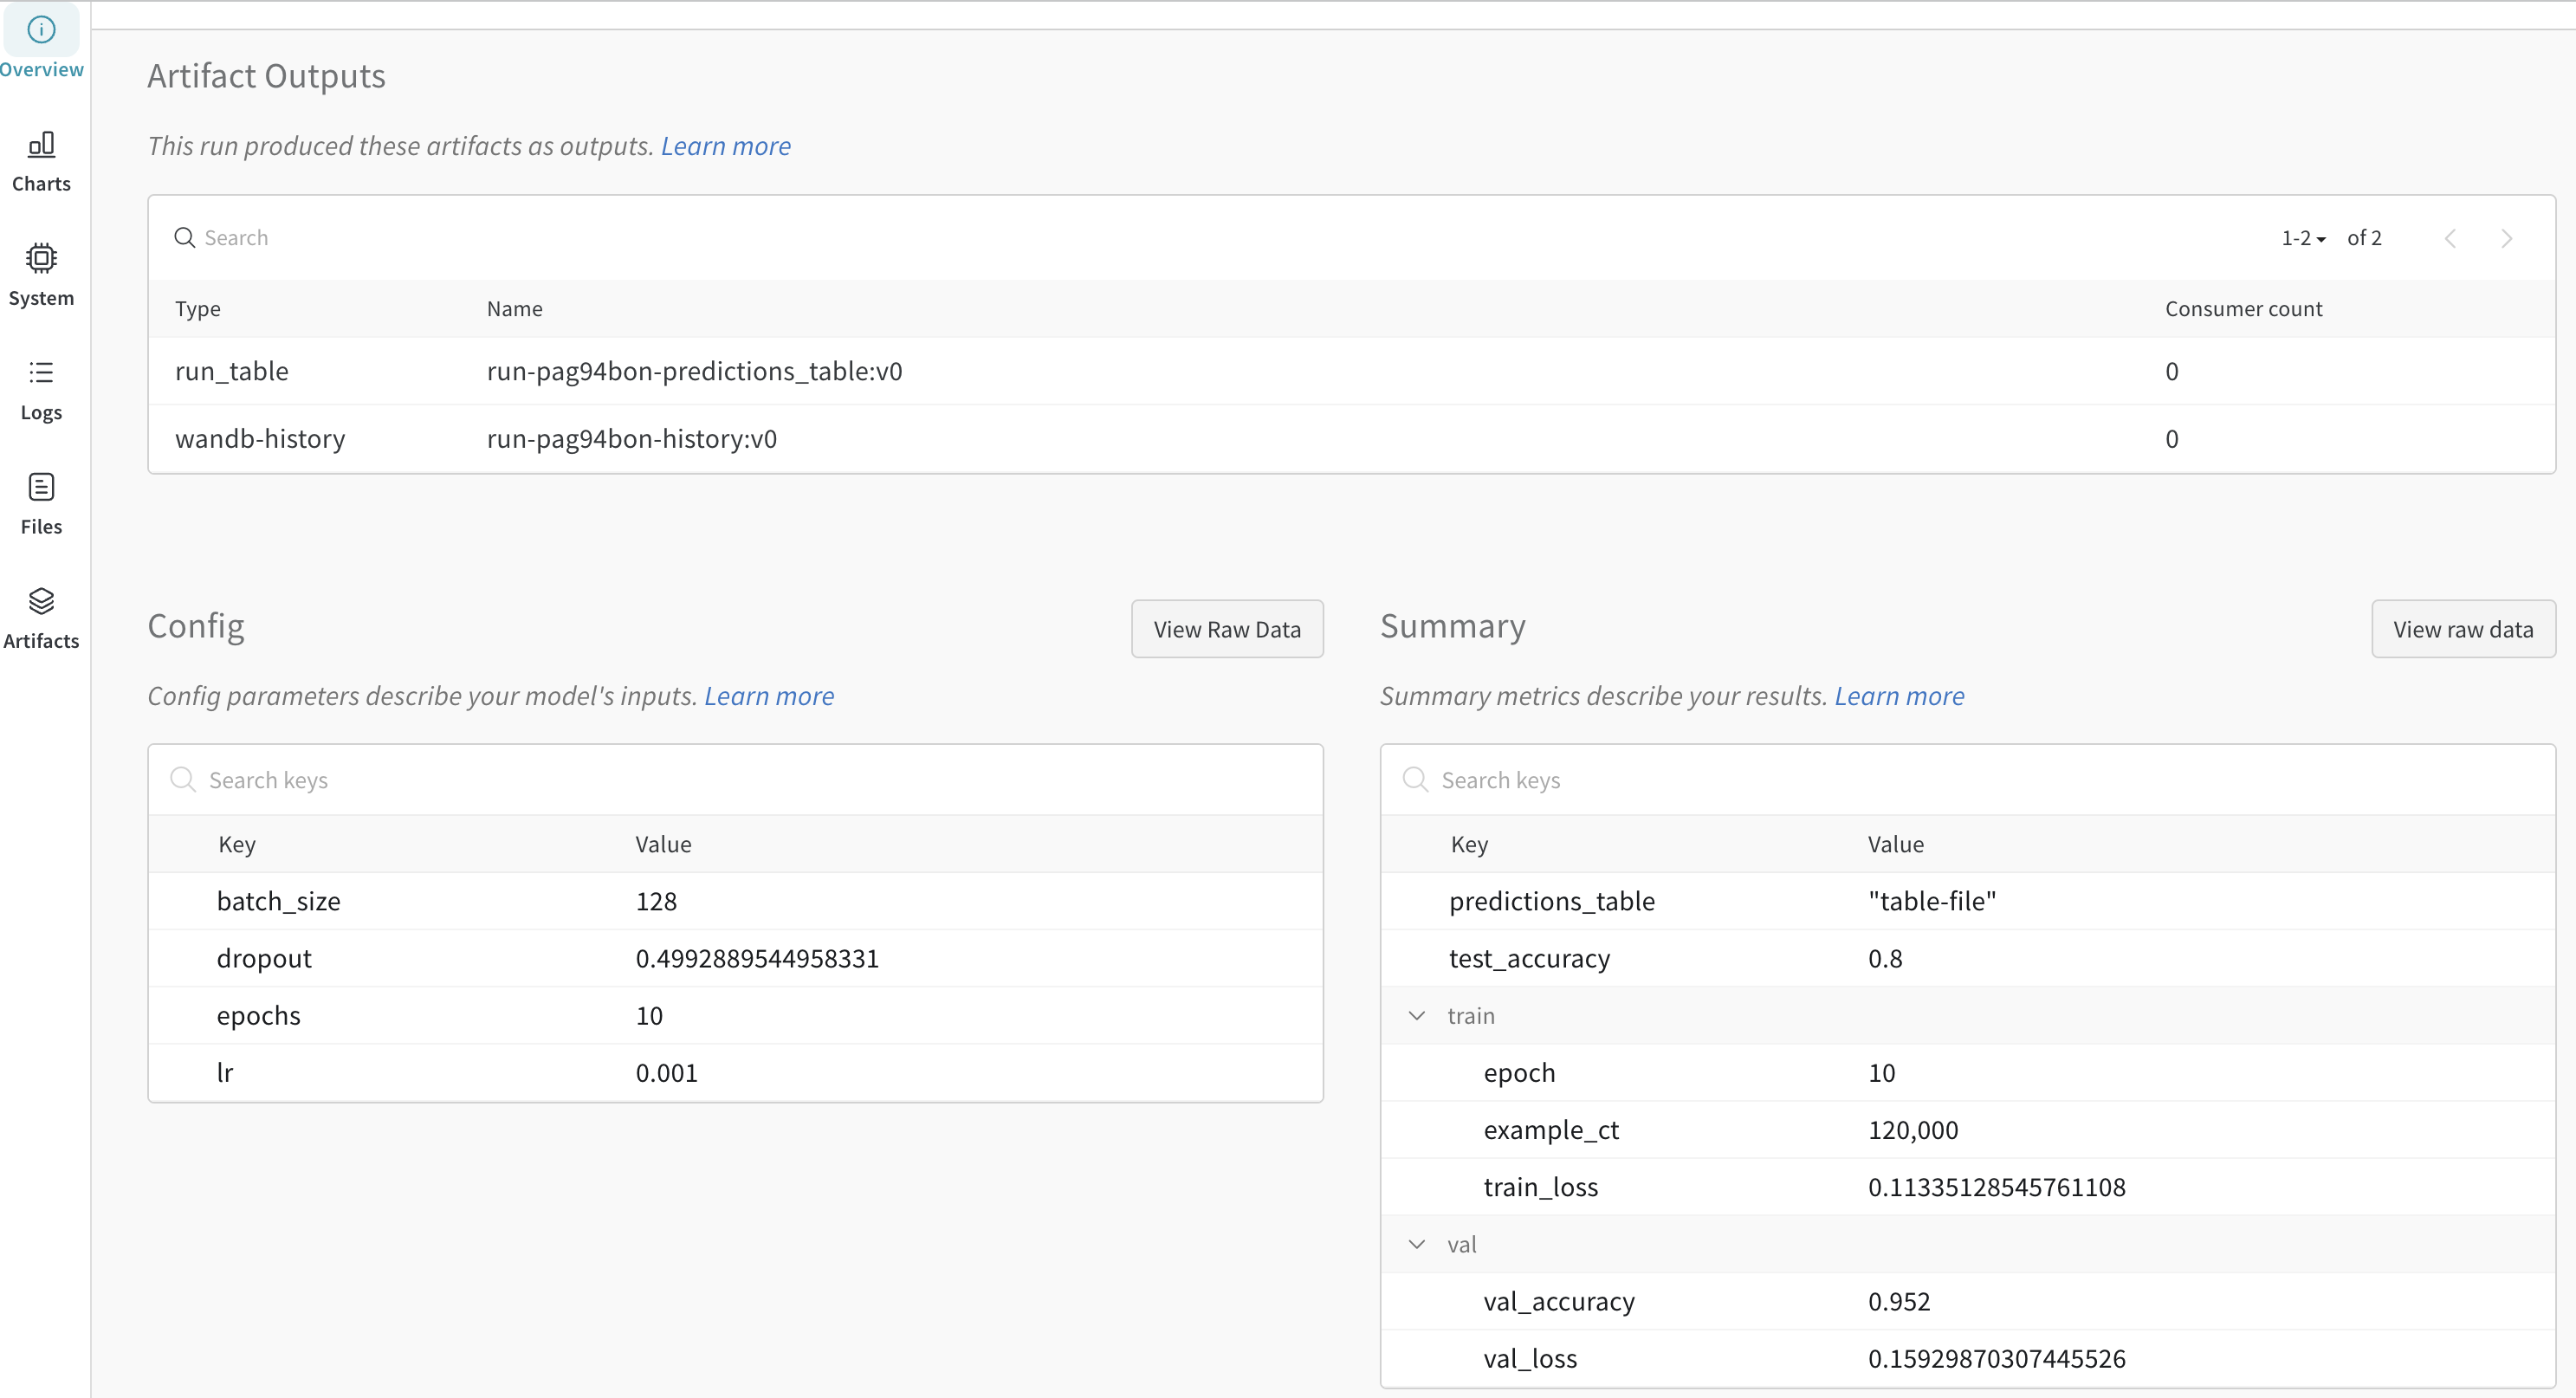 Overview
Charts
System
Logs
Files
Artifacts
Artifact Outputs
This run produced these artifacts as outputs. Learn more
Search
1-2 of 2
Type Name Consumer count
run_table run-pag94bon-predictions_table:v0 0
wandb-history run-pag94bon-history:v0 0
Config
View Raw Data
Config parameters describe your model's inputs. Learn more
Search keys
Key Value
batch_size 128
dropout 0.4992889544958331
epochs 10
lr 0.001
Summary
View raw data
Summary metrics describe your results. Learn more
Search keys
Key Value
predictions_table "table-file"
test_accuracy 0.8
train
epoch 10
example_ct 120,000
train_loss 0.11335128545761108
val
val_accuracy 0.952
val_loss 0.15929870307445526